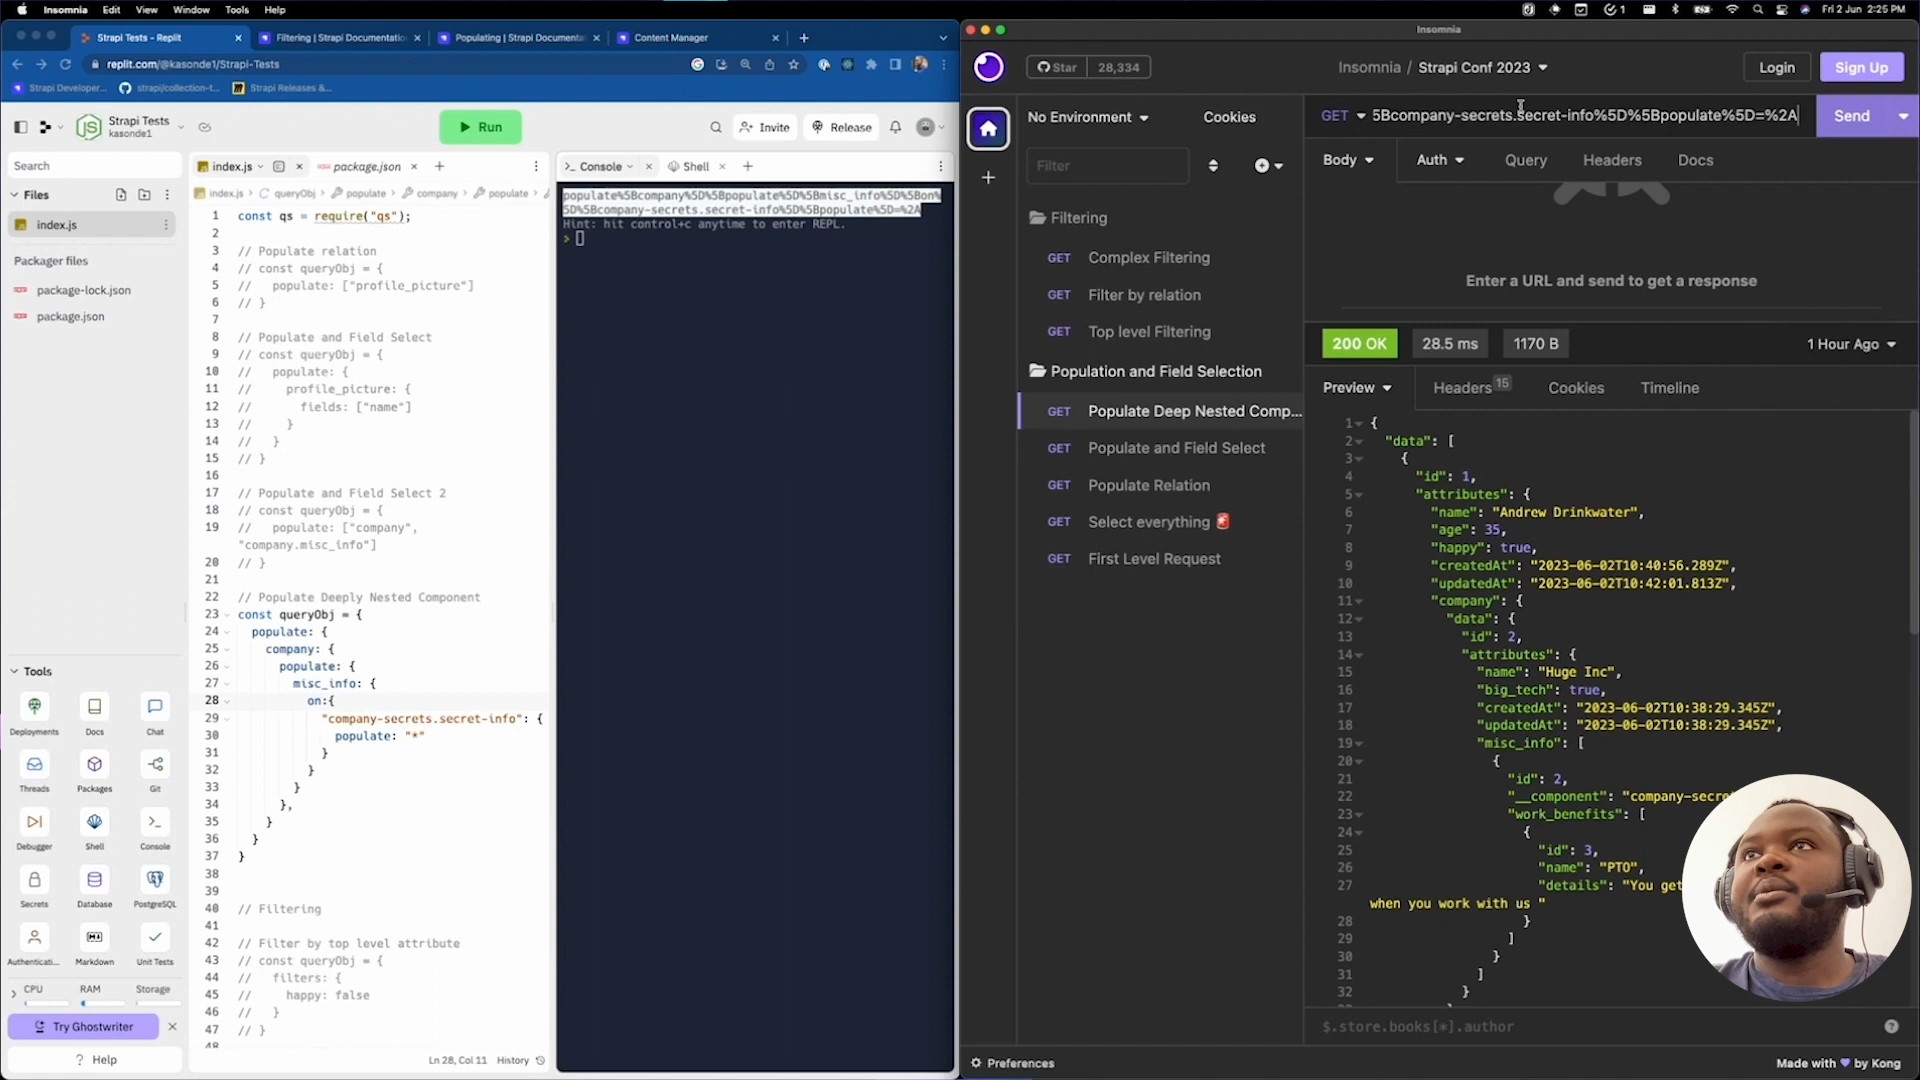 Insomnia Edit View Window Tools Help
1
Fri 2 Jun 2:25 PM
Strapi Tests - Replit
Filtering | Strapi Documentatio
Populating | Strapi Documenta
Content Manager
replit.com/@kasonde1/Strapi-Tests
Strapi Developer...
strapi/collection-t...
Strapi Releases &...
Strapi Tests
kasonde1
Run
Invite
Release
Search
Files
index.js
Packager files
package-lock.json
package.json
Tools
Deployments
Docs
Chat
Threads
Packages
Git
Debugger
Shell
Console
Secrets
Database
PostgreSQL
Authenticati...
Markdown
Unit Tests
CPU RAM Storage
Try Ghostwriter
? Help
index.js
package.json
index.js > queryObj > populate > company > populate >
1 const qs = require("qs");
2
3 // Populate relation
4 // const queryObj = {
5 //   populate: ["profile_picture"]
6 // }
7
8 // Populate and Field Select
9 // const queryObj = {
10 //   populate: {
11 //     profile_picture: {
12 //       fields: ["name"]
13 //     }
14 //   }
15 // }
16
17 // Populate and Field Select 2
18 // const queryObj = {
19 //   populate: ["company",
"company.misc_info"]
20 // }
21
22 // Populate Deeply Nested Component
23 const queryObj = {
24   populate: {
25     company: {
26       populate: {
27         misc_info: {
28           on:{
29             "company-secrets.secret-info": {
30               populate: "*"
31             }
32           }
33         }
34       },
35     }
36   }
37 }
38
39
40 // Filtering
41
42 // Filter by top level attribute
43 // const queryObj = {
44 //   filters: {
45 //     happy: false
46 //   }
47 // }
48
Ln 28, Col 11 History
Console
Shell
populate%5Bcompany%5D%5Bpopulate%5D%5Bmisc_info%5D%5Bon%
5D%5Bcompany-secrets.secret-info%5D%5Bpopulate%5D=%2A
Hint: hit control+c anytime to enter REPL.
>
Insomnia
Star 28,334
Insomnia / Strapi Conf 2023
Login
Sign Up
No Environment
Cookies
Filter
Filtering
GET Complex Filtering
GET Filter by relation
GET Top level Filtering
Population and Field Selection
GET Populate Deep Nested Comp...
GET Populate and Field Select
GET Populate Relation
GET Select everything 🚨
GET First Level Request
Preferences
GET 5Bcompany-secrets.secret-info%5D%5Bpopulate%5D=%2A
Send
Body Auth Query Headers Docs
Enter a URL and send to get a response
200 OK 28.5 ms 1170 B 1 Hour Ago
Preview Headers 15 Cookies Timeline
1 {
2 "data": [
3 {
4 "id": 1,
5 "attributes": {
6 "name": "Andrew Drinkwater",
7 "age": 35,
8 "happy": true,
9 "createdAt": "2023-06-02T10:40:56.289Z",
10 "updatedAt": "2023-06-02T10:42:01.813Z",
11 "company": {
12 "data": {
13 "id": 2,
14 "attributes": {
15 "name": "Huge Inc",
16 "big_tech": true,
17 "createdAt": "2023-06-02T10:38:29.345Z",
18 "updatedAt": "2023-06-02T10:38:29.345Z",
19 "misc_info": [
20 {
21 "id": 2,
22 "__component": "company-secre
23 "work_benefits": [
24 {
25 "id": 3,
26 "name": "PTO",
27 "details": "You get
when you work with us "
28 }
29 ]
30 }
31 ]
32 }
$.store.books[*].author
Made with ♥ by Kong